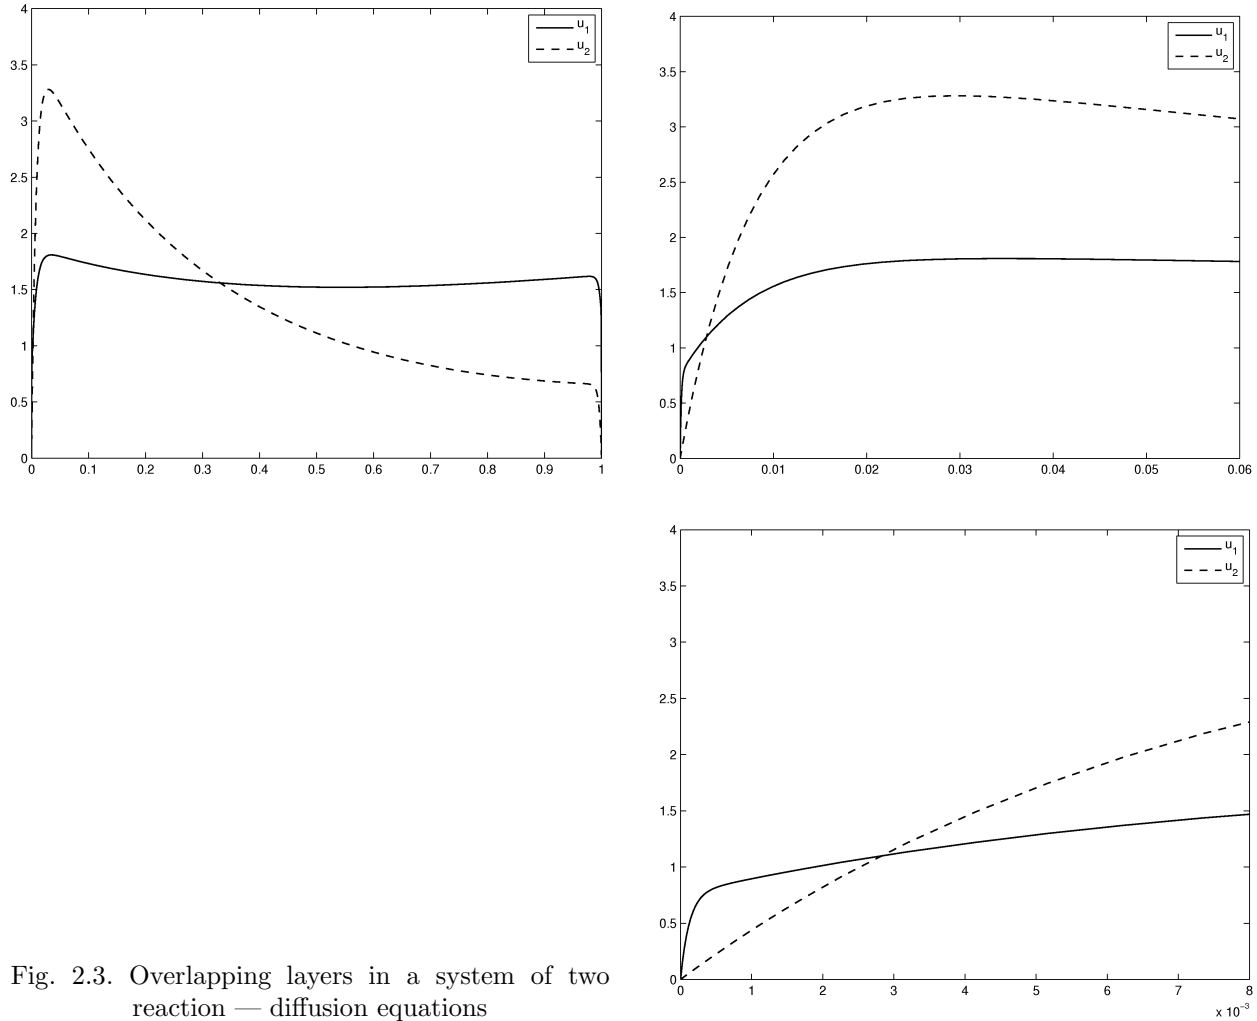 4
3.5
3
2.5
2
1.5
1
0.5
0
0 0.1 0.2 0.3 0.4 0.5 0.6 0.7 0.8 0.9 1
u1
u2
4
3.5
3
2.5
2
1.5
1
0.5
0
0 0.01 0.02 0.03 0.04 0.05 0.06
u1
u2
4
3.5
3
2.5
2
1.5
1
0.5
0
0 1 2 3 4 5 6 7 8
x 10⁻³
u1
u2
Fig. 2.3. Overlapping layers in a system of two
reaction — diffusion equations